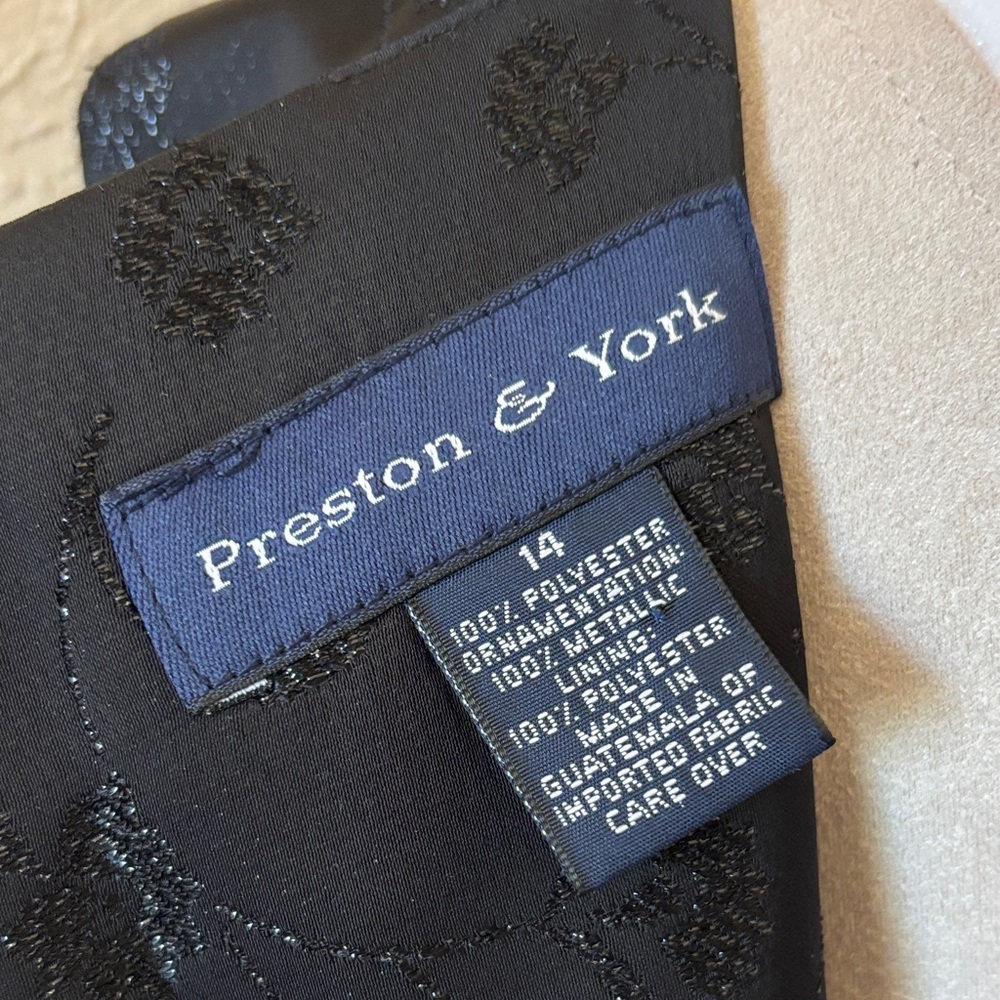 Preston & York
14
100% POLYESTER
ORNAMENTATION:
100% METALLIC
LINING:
100% POLYESTER
MADE IN
GUATEMALA OF
IMPORTED FABRIC
CARE OVER